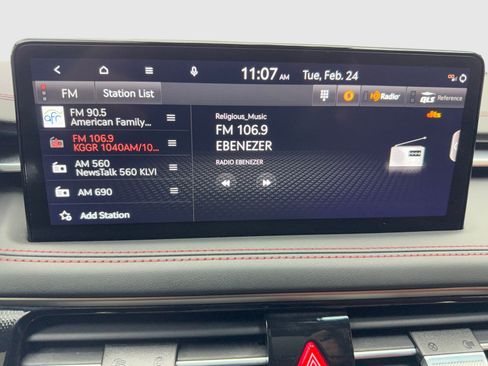 11:07 AM Tue, Feb. 24
FM Station List HD Radio QLS Reference
afr FM 90.5
American Family...
FM 106.9
KGGR 1040AM/10...
AM 560
NewsTalk 560 KLVI
AM 690
Add Station
Religious_Music
FM 106.9
EBENEZER
RADIO EBENEZER
dts